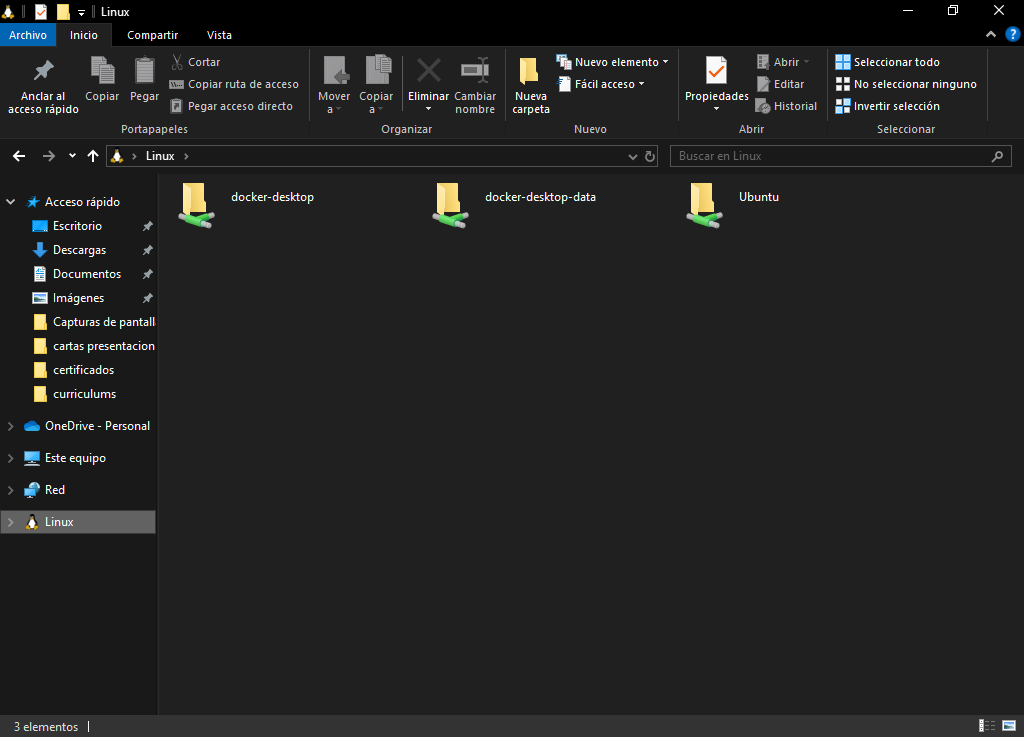 Linux
Archivo
Inicio
Compartir
Vista
?
Anclar al
acceso rápido
Copiar
Pegar
Cortar
Copiar ruta de acceso
Pegar acceso directo
Portapapeles
Mover
a
Copiar
a
Eliminar
Cambiar
nombre
Organizar
Nueva
carpeta
Nuevo elemento
Fácil acceso
Nuevo
Propiedades
Abrir
Editar
Historial
Abrir
Seleccionar todo
No seleccionar ninguno
Invertir selección
Seleccionar
Linux
Buscar en Linux
Acceso rápido
Escritorio
Descargas
Documentos
Imágenes
Capturas de pantall
cartas presentacion
certificados
curriculums
OneDrive - Personal
Este equipo
Red
Linux
docker-desktop
docker-desktop-data
Ubuntu
3 elementos